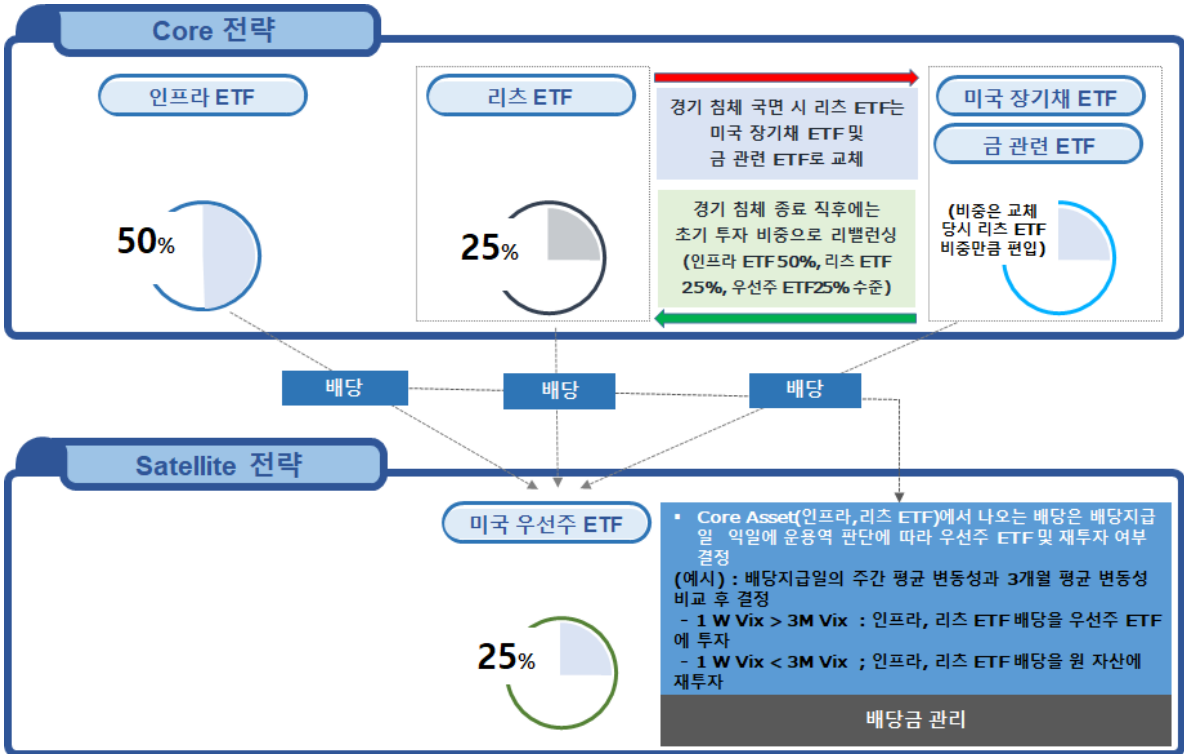 Core 전략
인프라 ETF
50%
리츠 ETF
25%
경기 침체 국면 시 리츠 ETF는
미국 장기채 ETF 및
금 관련 ETF로 교체
경기 침체 종료 직후에는
초기 투자 비중으로 리밸런싱
(인프라 ETF 50%, 리츠 ETF
25%, 우선주 ETF25% 수준)
미국 장기채 ETF
금 관련 ETF
(비중은 교체
당시 리츠 ETF
비중만큼 편입)
배당
배당
배당
Satellite 전략
미국 우선주 ETF
25%
▪ Core Asset(인프라,리츠 ETF)에서 나오는 배당은 배당지급
일 익일에 운용역 판단에 따라 우선주 ETF 및 재투자 여부
결정
(예시) : 배당지급일의 주간 평균 변동성과 3개월 평균 변동성
비교 후 결정
- 1 W Vix > 3M Vix : 인프라, 리츠 ETF 배당을 우선주 ETF
에 투자
- 1 W Vix < 3M Vix ; 인프라, 리츠 ETF 배당을 원 자산에
재투자
배당금 관리